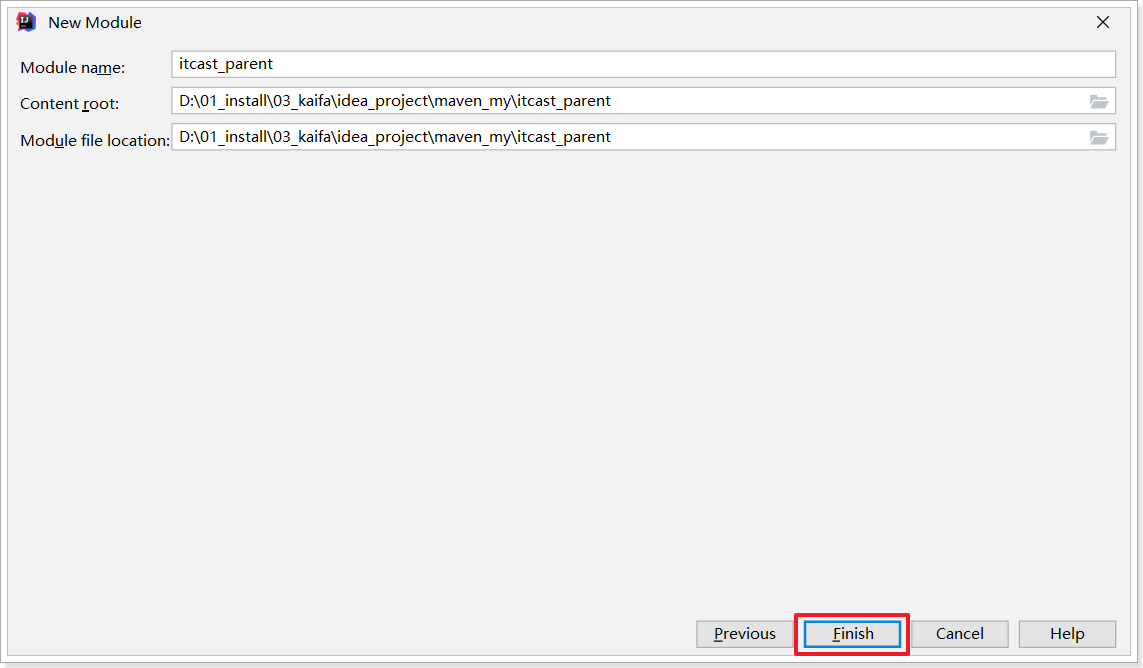 New Module
Module name: itcast_parent
Content root: D:\01_install\03_kaifa\idea_project\maven_my\itcast_parent
Module file location: D:\01_install\03_kaifa\idea_project\maven_my\itcast_parent
Previous Finish Cancel Help